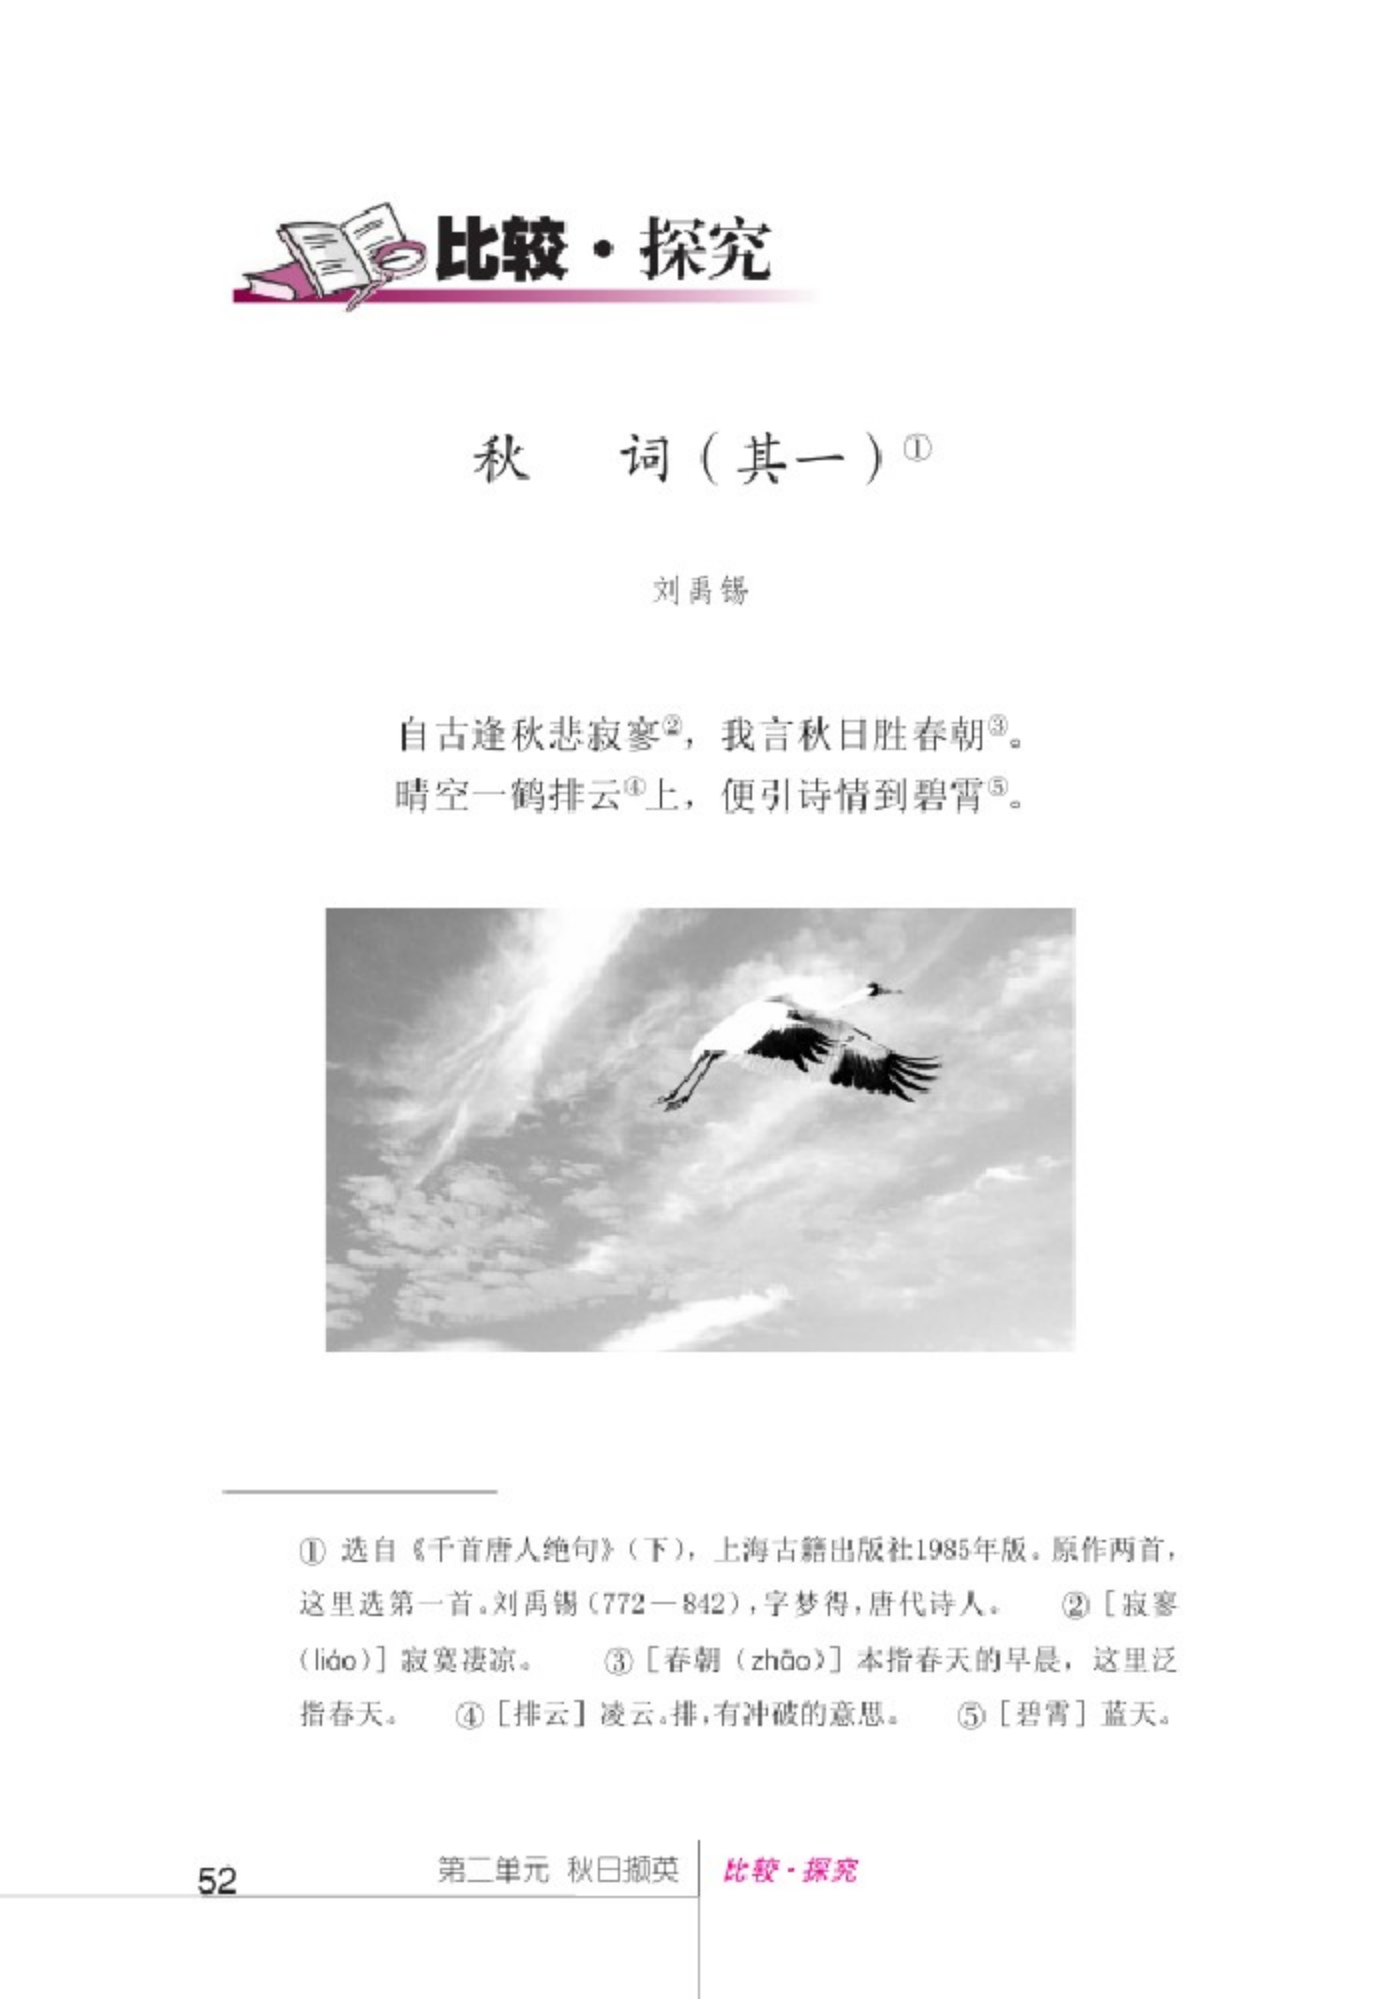 比较·探究
秋 词（其一）①
刘禹锡
自古逢秋悲寂寥②，我言秋日胜春朝③。
晴空一鹤排云④上，便引诗情到碧霄⑤。
① 选自《千首唐人绝句》（下），上海古籍出版社1985年版。原作两首，
这里选第一首。刘禹锡（772—842），字梦得，唐代诗人。 ②［寂寥
（liáo）］寂寞凄凉。 ③［春朝（zhāo）］本指春天的早晨，这里泛
指春天。 ④［排云］凌云。排，有冲破的意思。 ⑤［碧霄］蓝天。
52 第二单元 秋日撷英 比较·探究